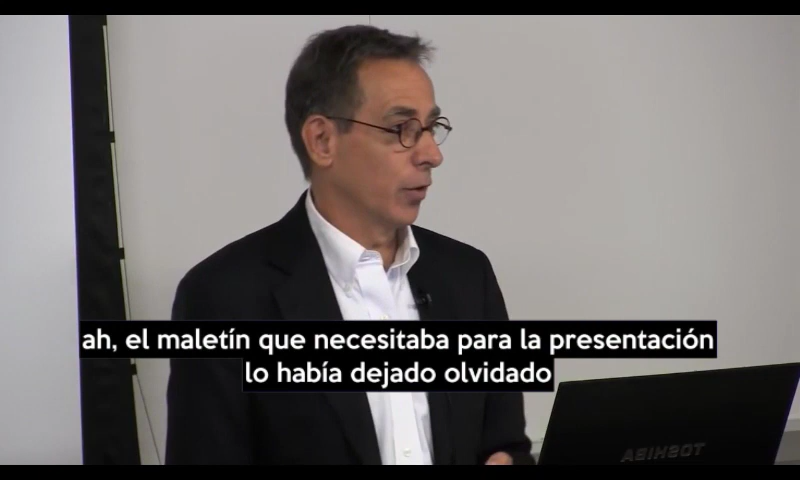 ah, el maletín que necesitaba para la presentación
lo había dejado olvidado
TOSHIBA